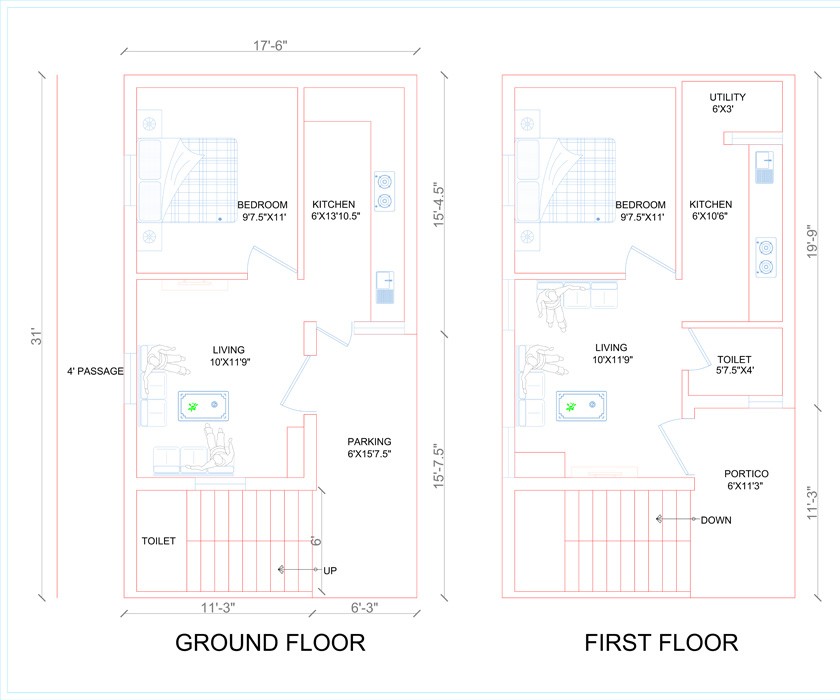 17'-6"
BEDROOM
9'7.5"X11'
KITCHEN
6'X13'10.5"
15'-4.5"
31'
4' PASSAGE
LIVING
10'X11'9"
PARKING
6'X15'7.5"
15'-7.5"
TOILET
6'
UP
11'-3"
6'-3"
GROUND FLOOR
UTILITY
6'X3'
BEDROOM
9'7.5"X11'
KITCHEN
6'X10'6"
19'-9"
LIVING
10'X11'9"
TOILET
5'7.5"X4'
PORTICO
6'X11'3"
11'-3"
DOWN
FIRST FLOOR